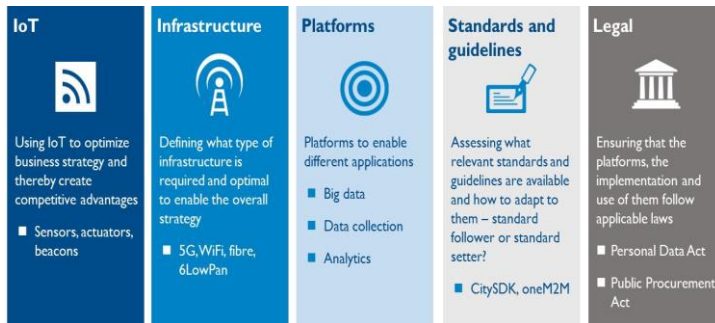 IoT
Using IoT to optimize
business strategy and
thereby create
competitive advantages
Sensors, actuators,
beacons
Infrastructure
Defining what type of
infrastructure is
required and optimal
to enable the overall
strategy
5G, WiFi, fibre,
6LowPan
Platforms
Platforms to enable
different applications
Big data
Data collection
Analytics
Standards and
guidelines
Assessing what
relevant standards and
guidelines are available
and how to adapt to
them – standard
follower or standard
setter?
CitySDK, oneM2M
Legal
Ensuring that the
platforms, the
implementation and
use of them follow
applicable laws
Personal Data Act
Public Procurement
Act